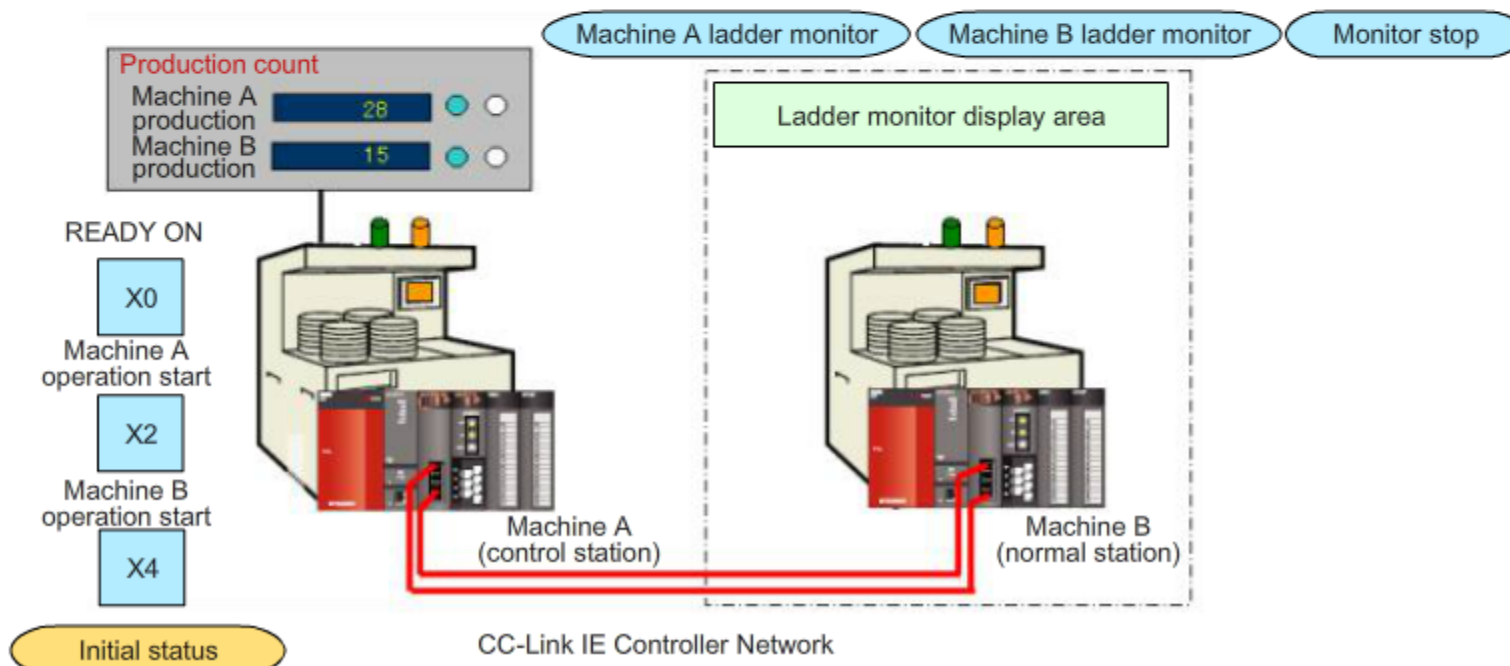 Machine A ladder monitor
Machine B ladder monitor
Monitor stop
Production count
Machine A
production
28
Machine B
production
15
Ladder monitor display area
READY ON
X0
Machine A
operation start
X2
Machine B
operation start
X4
Machine A
(control station)
Machine B
(normal station)
Initial status
CC-Link IE Controller Network